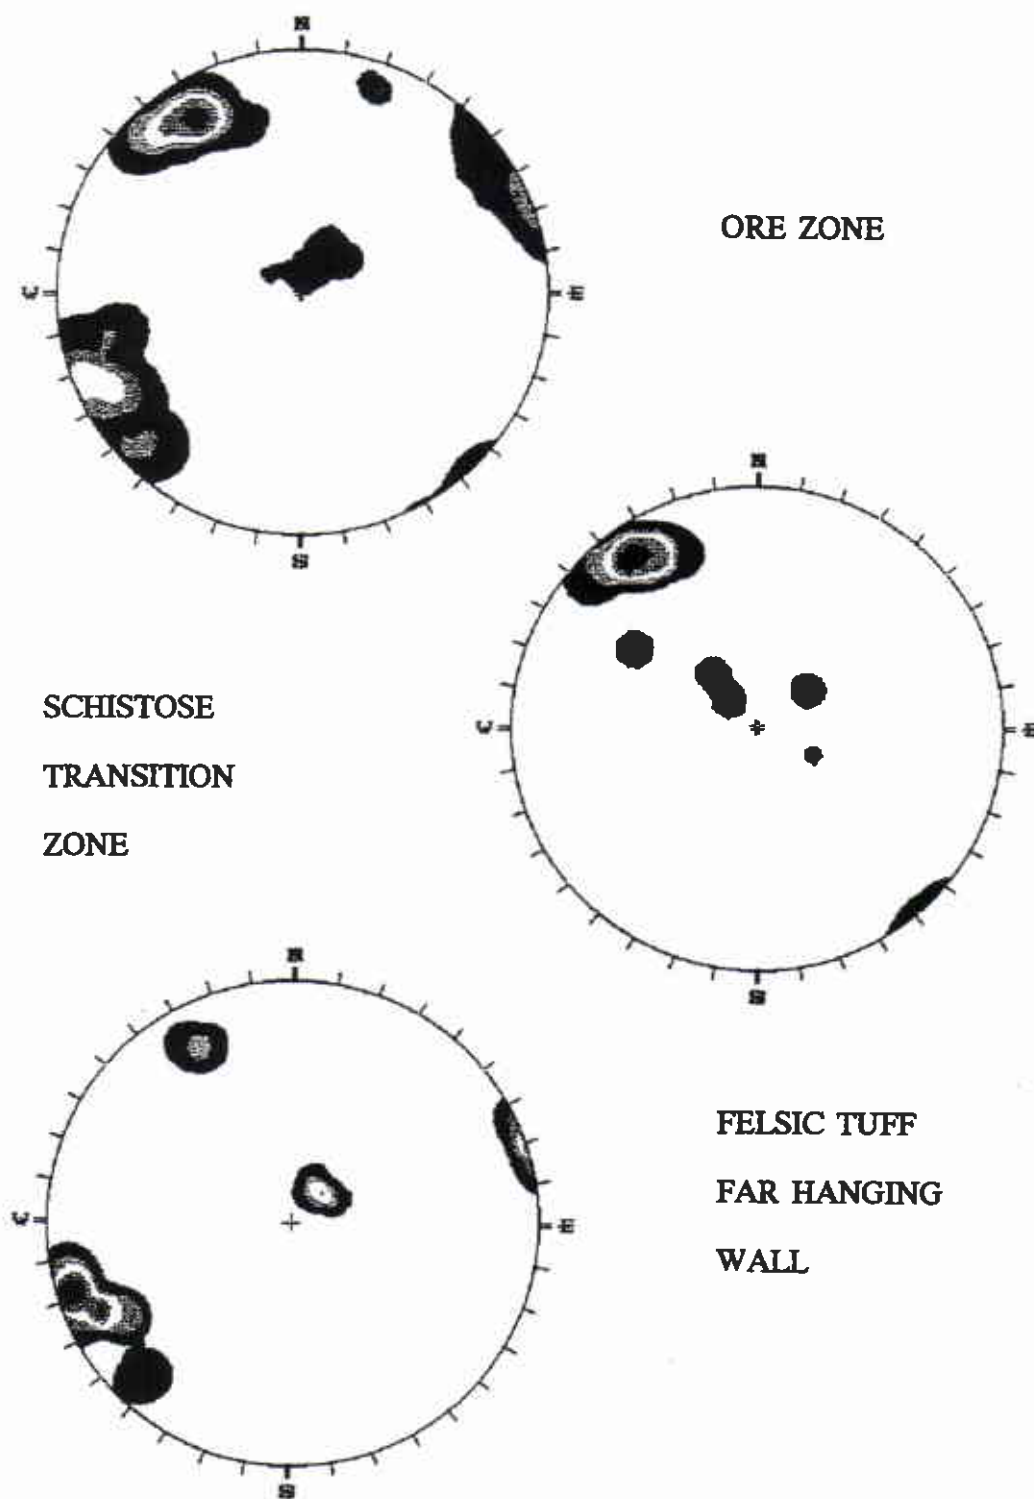 N
ORE ZONE
E
S
N
SCHISTOSE
TRANSITION
ZONE
E
S
N
FELSIC TUFF
FAR HANGING
WALL
E
S